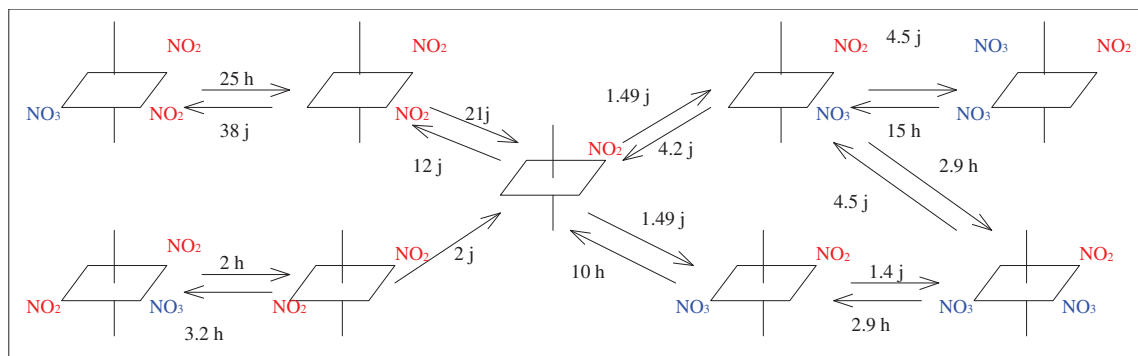 NO2
25 h
NO3
NO2
38 j
NO2
NO2
21j
12 j
NO2
1.49 j
4.2 j
NO2
NO3
4.5 j
15 h
NO3
NO2
NO3
2.9 h
4.5 j
NO2
NO2
NO3
2 h
3.2 h
NO2
NO2
2 j
1.49 j
10 h
NO2
NO3
1.4 j
2.9 h
NO2
NO3
NO3